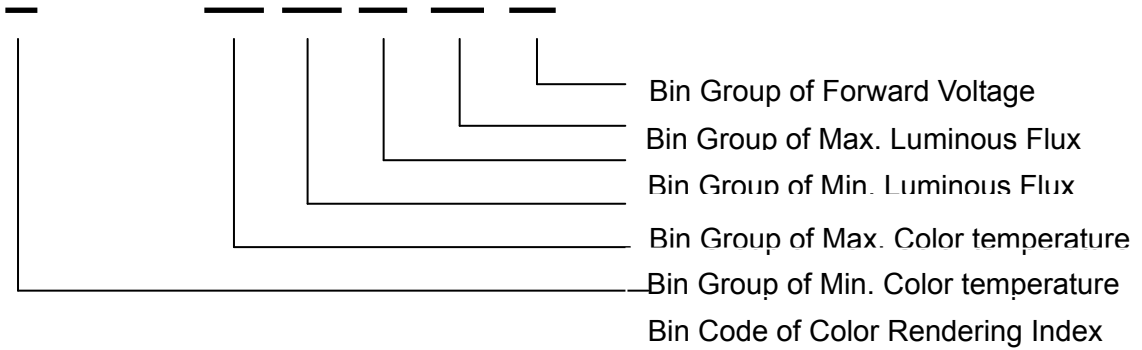 Bin Group of Forward Voltage
Bin Group of Max. Luminous Flux
Bin Group of Min. Luminous Flux
Bin Group of Max. Color temperature
Bin Group of Min. Color temperature
Bin Code of Color Rendering Index